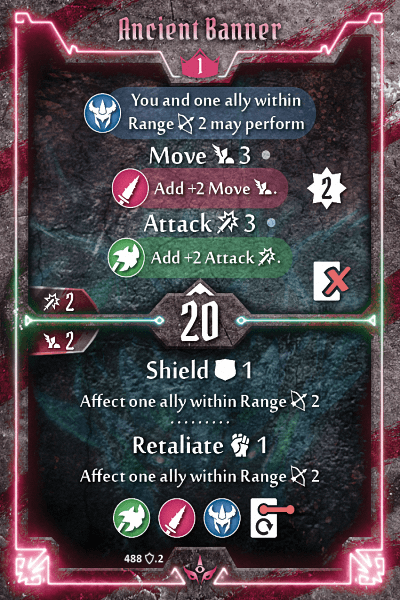 Ancient Banner
1
You and one ally within
Range 2 may perform
Move 3
Add +2 Move.
2
Attack 3
Add +2 Attack.
2
20
2
Shield 1
Affect one ally within Range 2
Retaliate 1
Affect one ally within Range 2
488 .2